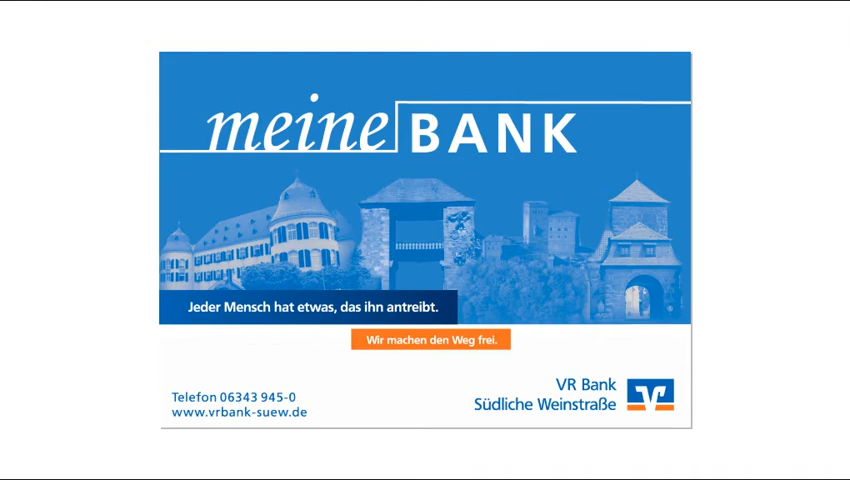 meine BANK
Jeder Mensch hat etwas, das ihn antreibt.
Wir machen den Weg frei.
Telefon 06343 945-0
www.vrbank-suew.de
VR Bank
Südliche Weinstraße